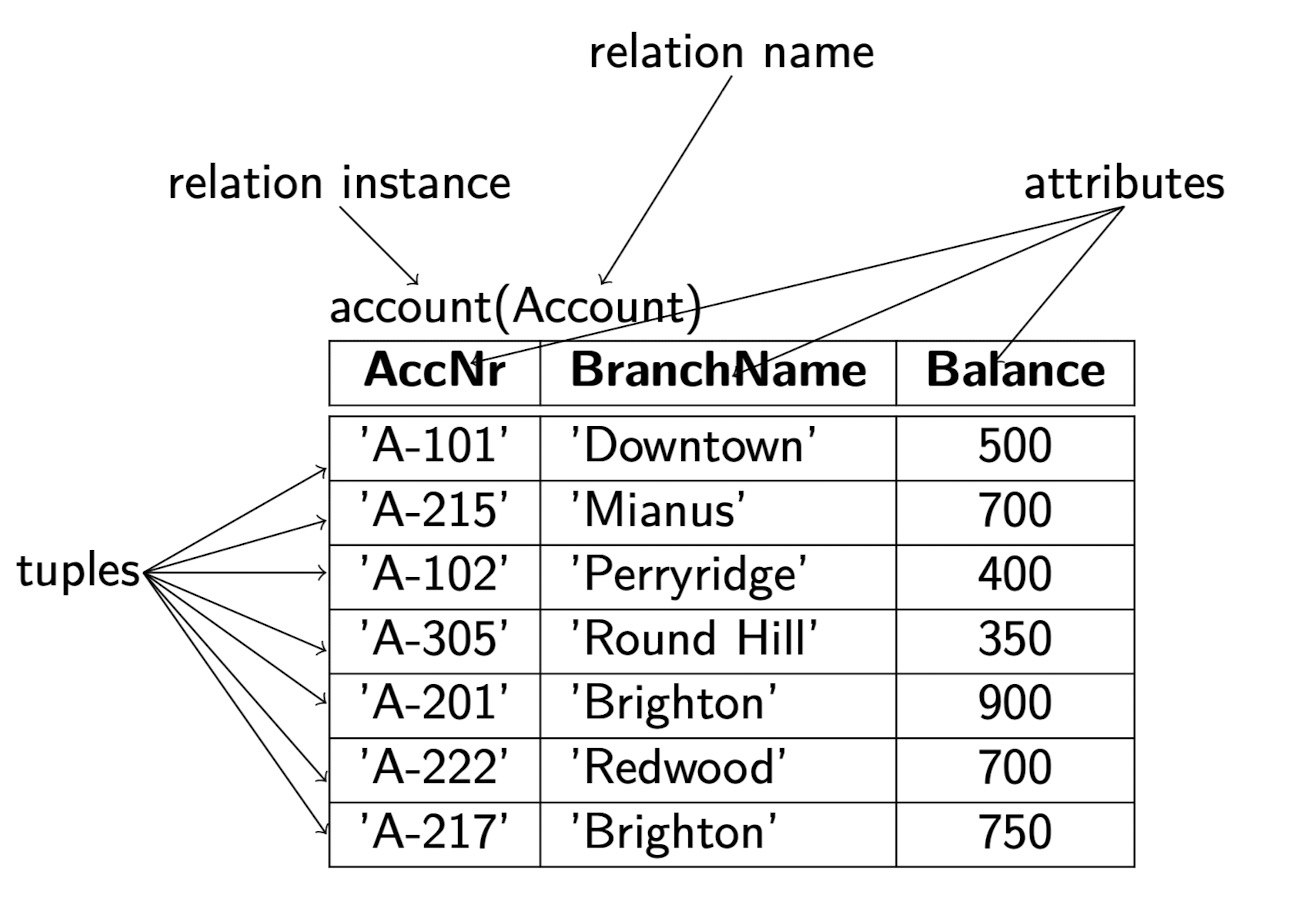 relation name
relation instance
attributes
account(Account)
AccNr BranchName Balance
'A-101' 'Downtown' 500
'A-215' 'Mianus' 700
tuples
'A-102' 'Perryridge' 400
'A-305' 'Round Hill' 350
'A-201' 'Brighton' 900
'A-222' 'Redwood' 700
'A-217' 'Brighton' 750